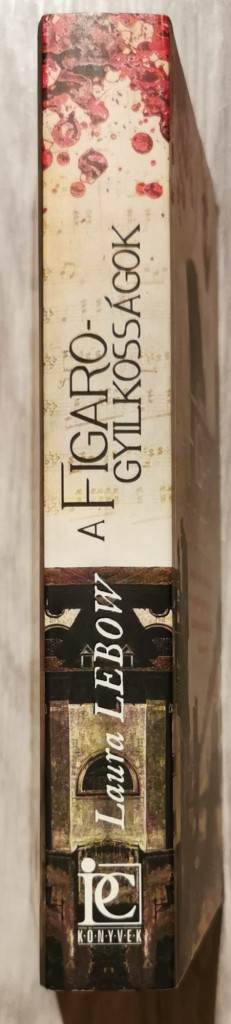 A FIGARO-
GYILKOSSÁGOK
Laura LEBOW
IPC
KÖNYVEK